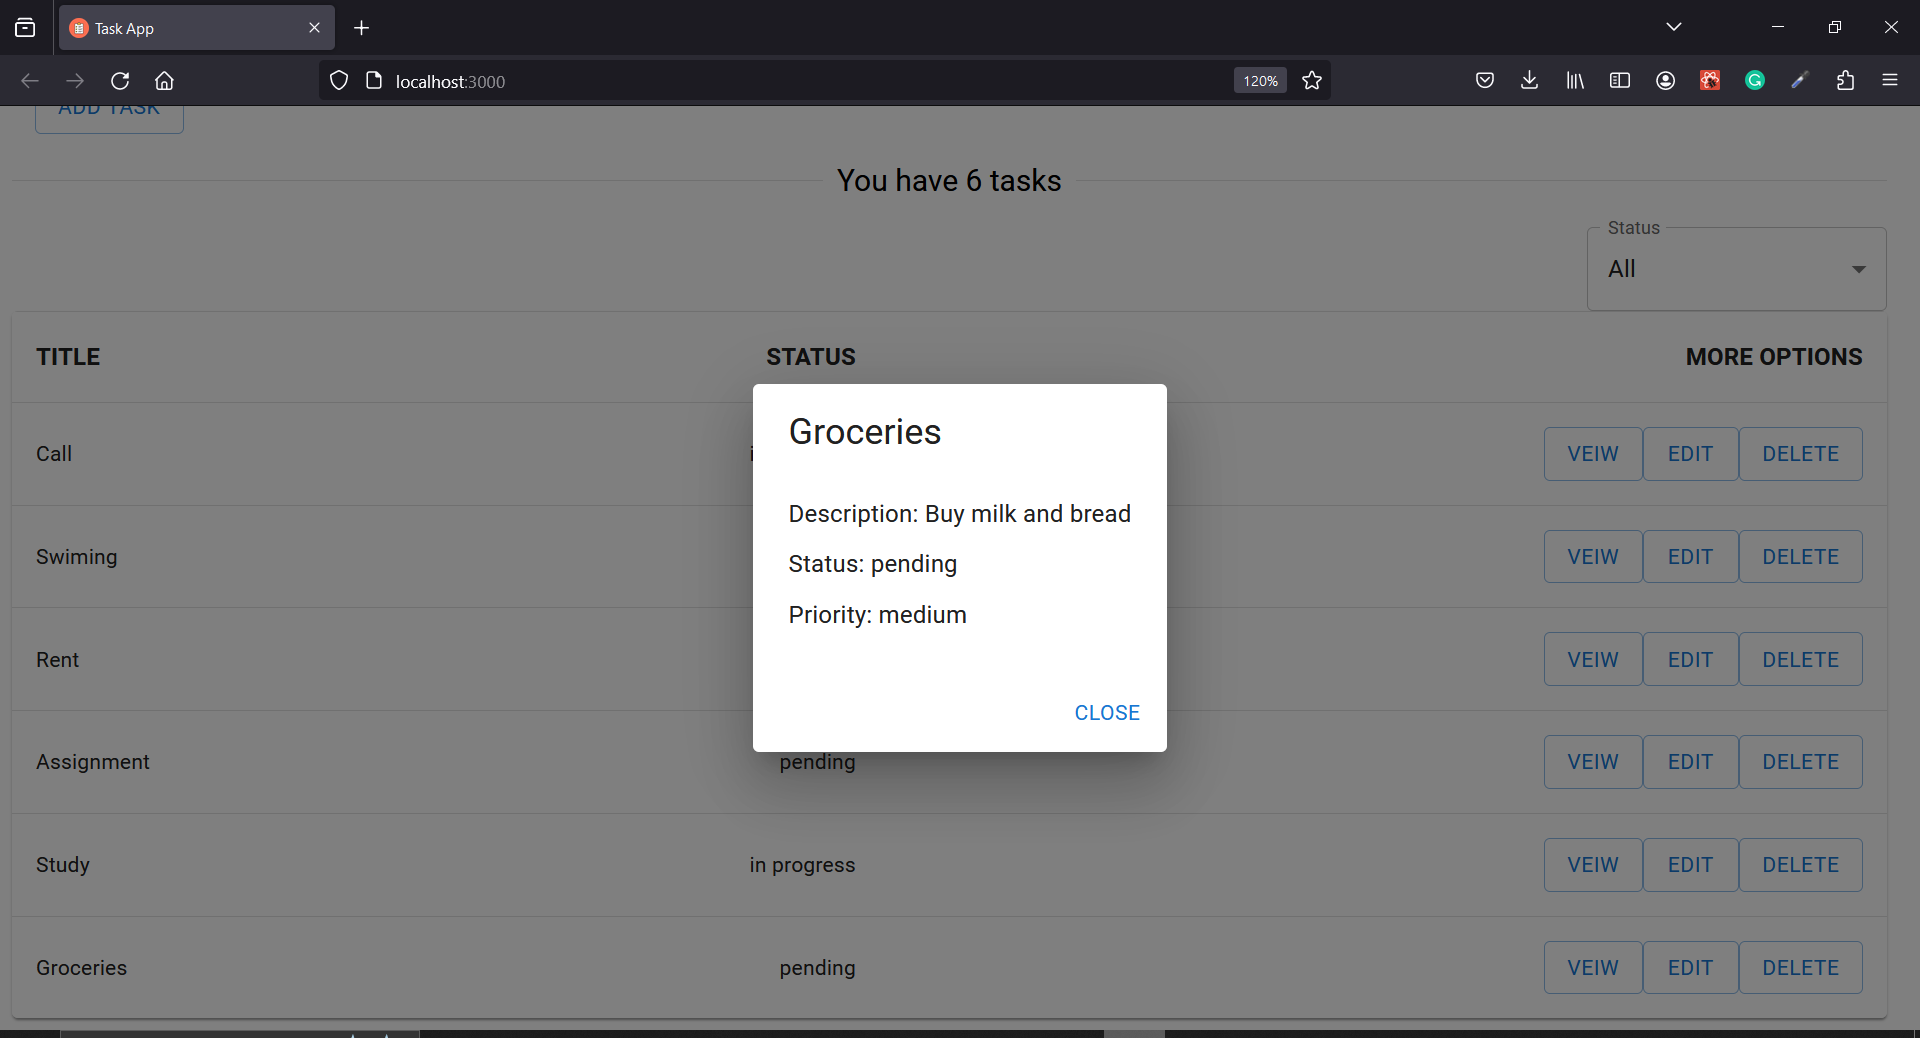 Task App
localhost:3000
120%
ADD TASK
You have 6 tasks
Status
All
TITLE STATUS MORE OPTIONS
Groceries
Call VEIW EDIT DELETE
Description: Buy milk and bread
Swiming VEIW EDIT DELETE
Status: pending
Priority: medium
Rent VEIW EDIT DELETE
CLOSE
Assignment pending VEIW EDIT DELETE
Study in progress VEIW EDIT DELETE
Groceries pending VEIW EDIT DELETE